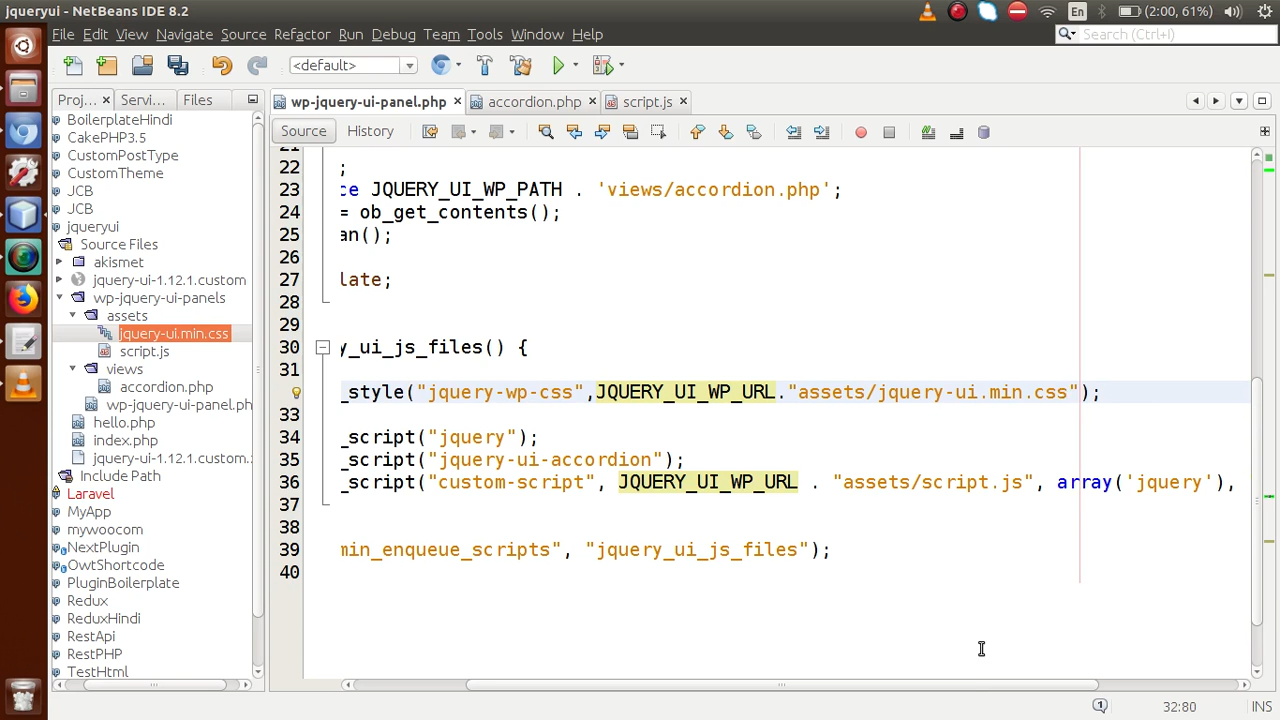 jqueryui - NetBeans IDE 8.2
En
(2:00, 61%)
File Edit View Navigate Source Refactor Run Debug Team Tools Window Help
Search (Ctrl+I)
<default>
Proj... Servi... Files
wp-jquery-ui-panel.php accordion.php script.js
Source History
BoilerplateHindi
CakePHP3.5
CustomPostType
CustomTheme
JCB
JCB
jqueryui
Source Files
akismet
jquery-ui-1.12.1.custom
wp-jquery-ui-panels
assets
jquery-ui.min.css
script.js
views
accordion.php
wp-jquery-ui-panel.ph
hello.php
index.php
jquery-ui-1.12.1.custom.
Include Path
Laravel
MyApp
mywoocom
NextPlugin
OwtShortcode
PluginBoilerplate
Redux
ReduxHindi
RestApi
RestPHP
TestHtml
21
22 ;
23 ce JQUERY_UI_WP_PATH . 'views/accordion.php';
24 = ob_get_contents();
25 an();
26
27 late;
28
29
30 y_ui_js_files() {
31
_style("jquery-wp-css",JQUERY_UI_WP_URL."assets/jquery-ui.min.css");
33
34 _script("jquery");
35 _script("jquery-ui-accordion");
36 _script("custom-script", JQUERY_UI_WP_URL . "assets/script.js", array('jquery'),
37
38
39 min_enqueue_scripts", "jquery_ui_js_files");
40
32:80 INS